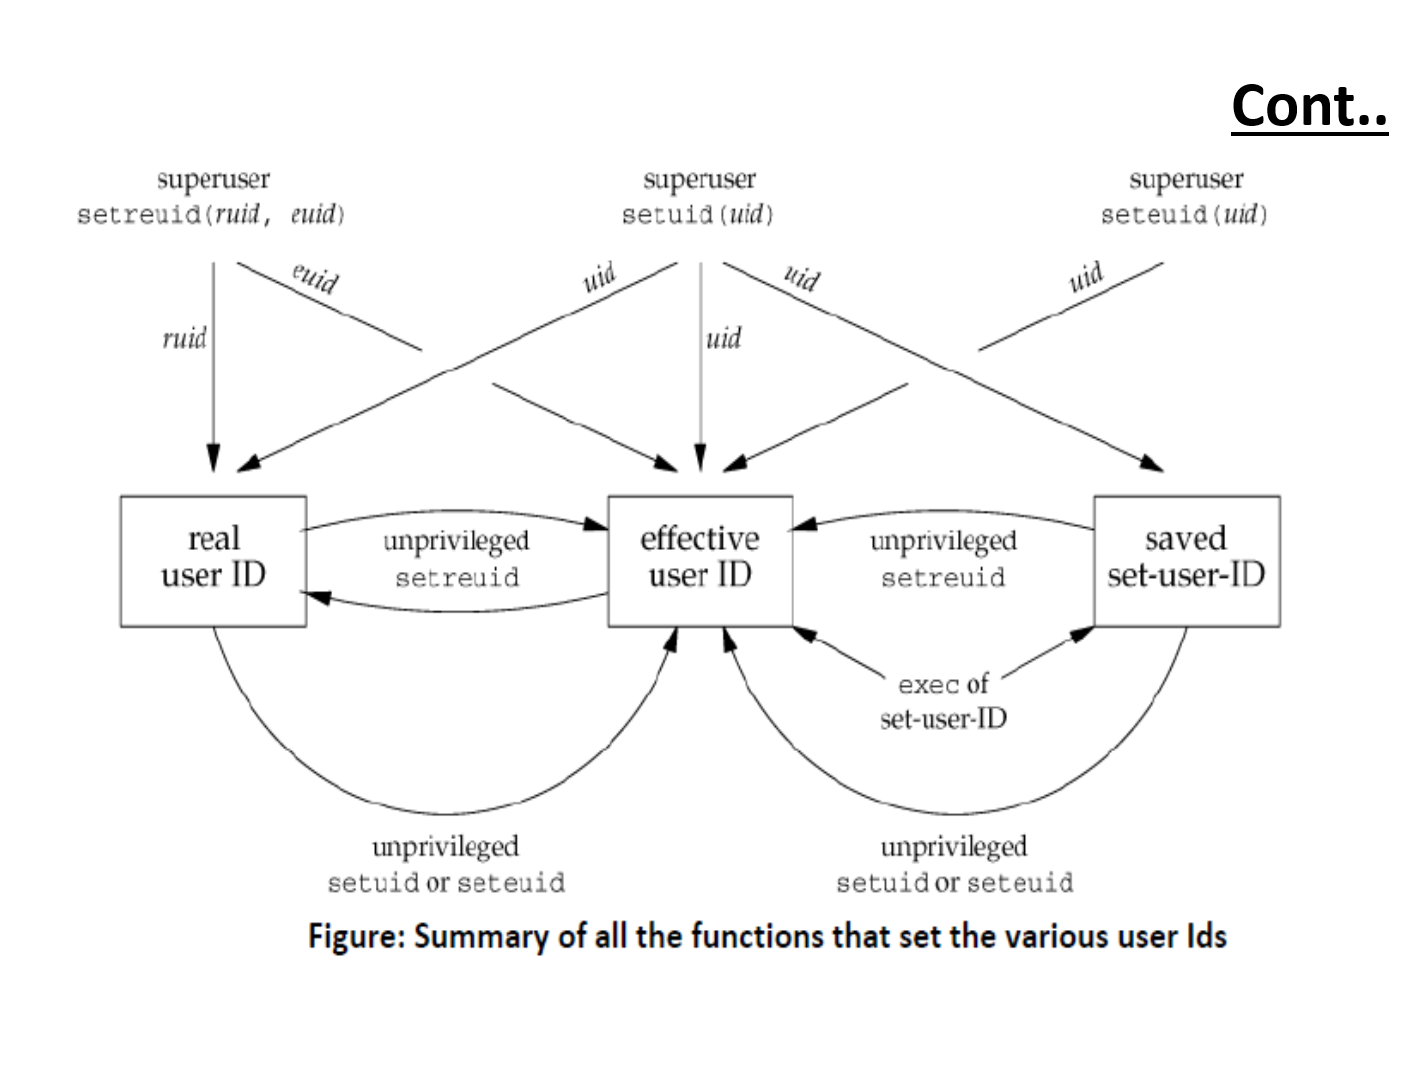 Cont..
superuser
setreuid(ruid, euid)
superuser
setuid(uid)
superuser
seteuid(uid)
euid
uid
uid
uid
ruid
uid
real
user ID
unprivileged
setreuid
effective
user ID
unprivileged
setreuid
saved
set-user-ID
exec of
set-user-ID
unprivileged
setuid or seteuid
unprivileged
setuid or seteuid
Figure: Summary of all the functions that set the various user Ids